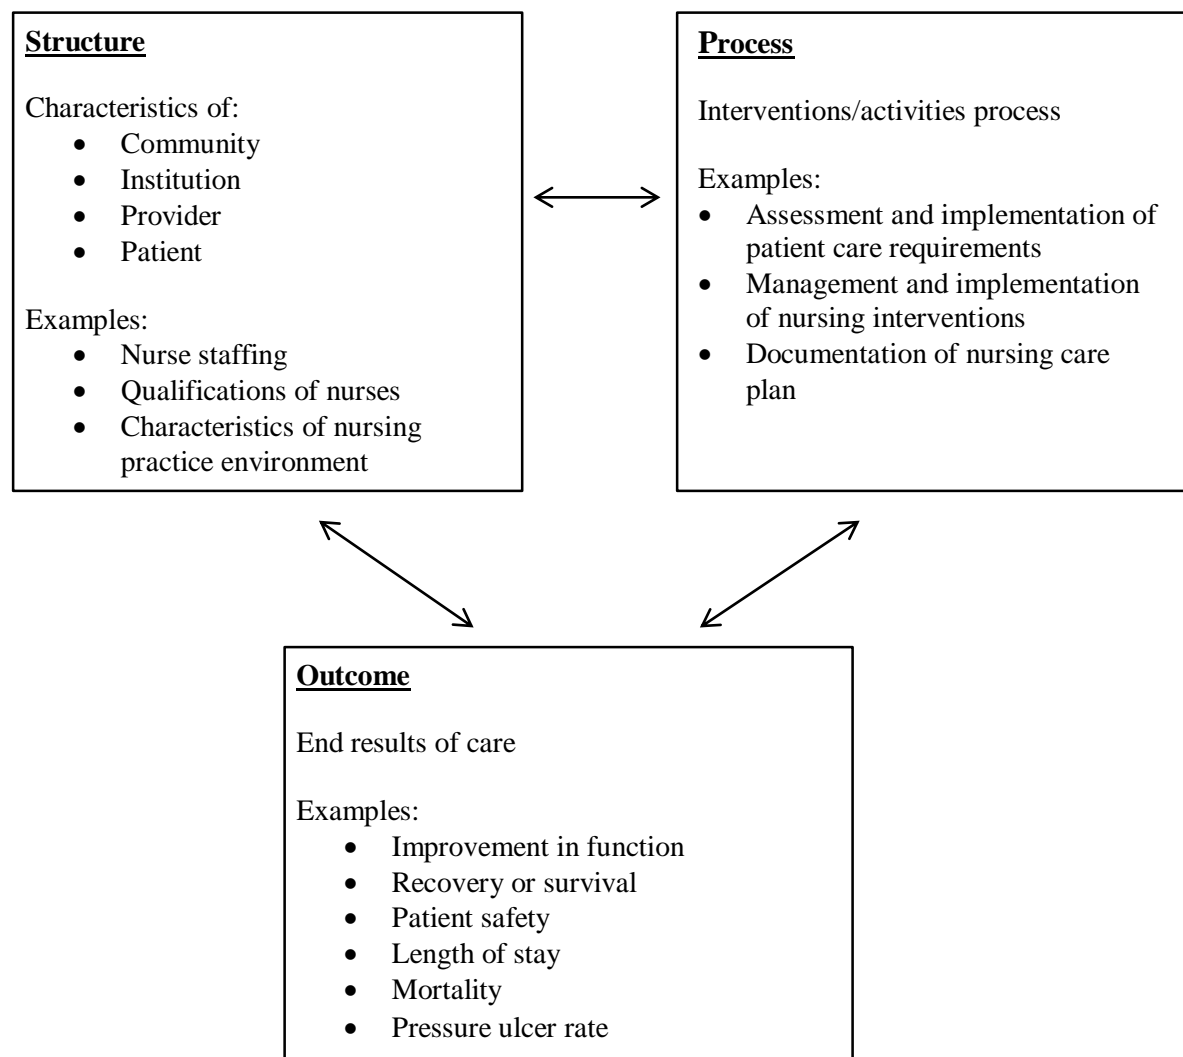 Structure
Characteristics of:
• Community
• Institution
• Provider
• Patient
Examples:
• Nurse staffing
• Qualifications of nurses
• Characteristics of nursing
practice environment
Process
Interventions/activities process
Examples:
• Assessment and implementation of
patient care requirements
• Management and implementation
of nursing interventions
• Documentation of nursing care
plan
Outcome
End results of care
Examples:
• Improvement in function
• Recovery or survival
• Patient safety
• Length of stay
• Mortality
• Pressure ulcer rate